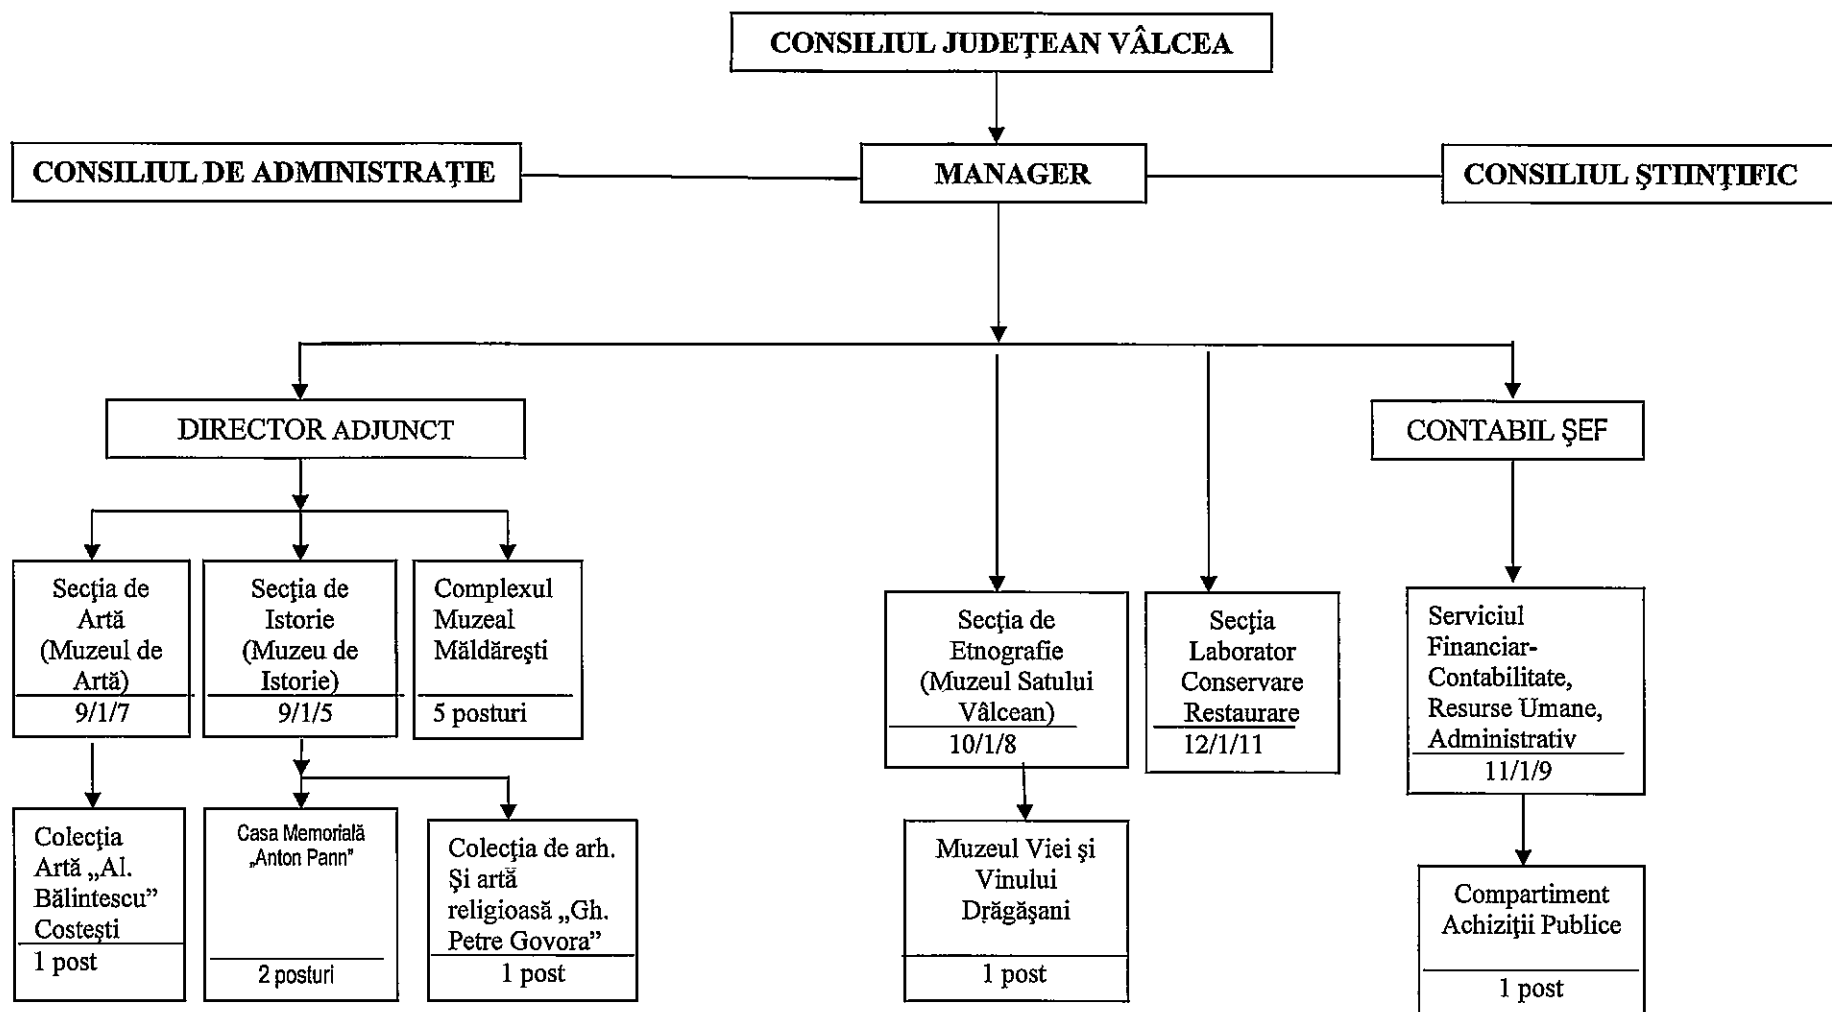 CONSILIUL JUDEŢEAN VÂLCEA
CONSILIUL DE ADMINISTRAŢIE
MANAGER
CONSILIUL ŞTIINŢIFIC
DIRECTOR ADJUNCT
CONTABIL ŞEF
Secţia de
Artă
(Muzeul de
Artă)
9/1/7
Secţia de
Istorie
(Muzeu de
Istorie)
9/1/5
Complexul
Muzeal
Măldăreşti
5 posturi
Secţia de
Etnografie
(Muzeul Satului
Vâlcean)
10/1/8
Secţia
Laborator
Conservare
Restaurare
12/1/11
Serviciul
Financiar-
Contabilitate,
Resurse Umane,
Administrativ
11/1/9
Colecţia
Artă „Al.
Bălintescu”
Costeşti
1 post
Casa Memorială
„Anton Pann”
2 posturi
Colecţia de arh.
Şi artă
religioasă „Gh.
Petre Govora”
1 post
Muzeul Viei şi
Vinului
Drăgăşani
1 post
Compartiment
Achiziţii Publice
1 post